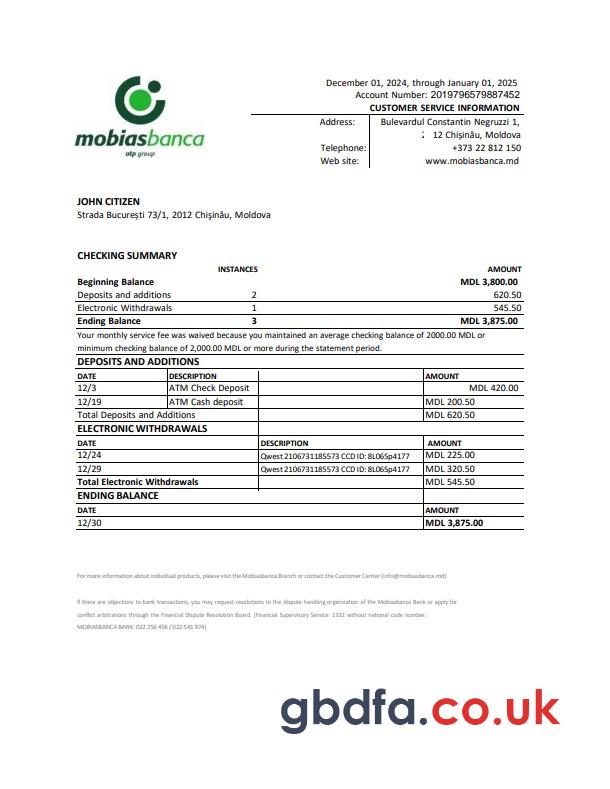 mobiasbanca
otp group
December 01, 2024, through January 01, 2025
Account Number: 2019796579887452
CUSTOMER SERVICE INFORMATION
Address: Bulevardul Constantin Negruzzi 1,
: 12 Chișinău, Moldova
Telephone: +373 22 812 150
Web site: www.mobiasbanca.md
JOHN CITIZEN
Strada București 73/1, 2012 Chișinău, Moldova
CHECKING SUMMARY
INSTANCES AMOUNT
Beginning Balance MDL 3,800.00
Deposits and additions 2 620.50
Electronic Withdrawals 1 545.50
Ending Balance 3 MDL 3,875.00
Your monthly service fee was waived because you maintained an average checking balance of 2000.00 MDL or
minimum checking balance of 2,000.00 MDL or more during the statement period.
DEPOSITS AND ADDITIONS
DATE DESCRIPTION AMOUNT
12/3 ATM Check Deposit MDL 420.00
12/19 ATM Cash deposit MDL 200.50
Total Deposits and Additions MDL 620.50
ELECTRONIC WITHDRAWALS
DATE DESCRIPTION AMOUNT
12/24 Qwest 2106731185573 CCD ID: 8L065p4177 MDL 225.00
12/29 Qwest 2106731185573 CCD ID: 8L065p4177 MDL 320.50
Total Electronic Withdrawals MDL 545.50
ENDING BALANCE
DATE AMOUNT
12/30 MDL 3,875.00
For more information about individual products, please visit the Mobiasbanca Branch or contact the Customer Center (info@mobiasbanca.md)
If there are objections to bank transactions, you may request resolutions to the dispute handling organization of the Mobiasbanca Bank or apply for
conflict arbitrations through the Financial Dispute Resolution Board. (Financial Supervisory Service: 1332 without national code number.
MOBIASBANCA BANK: 022 256 456 / 022 541 974)
gbdfa.co.uk